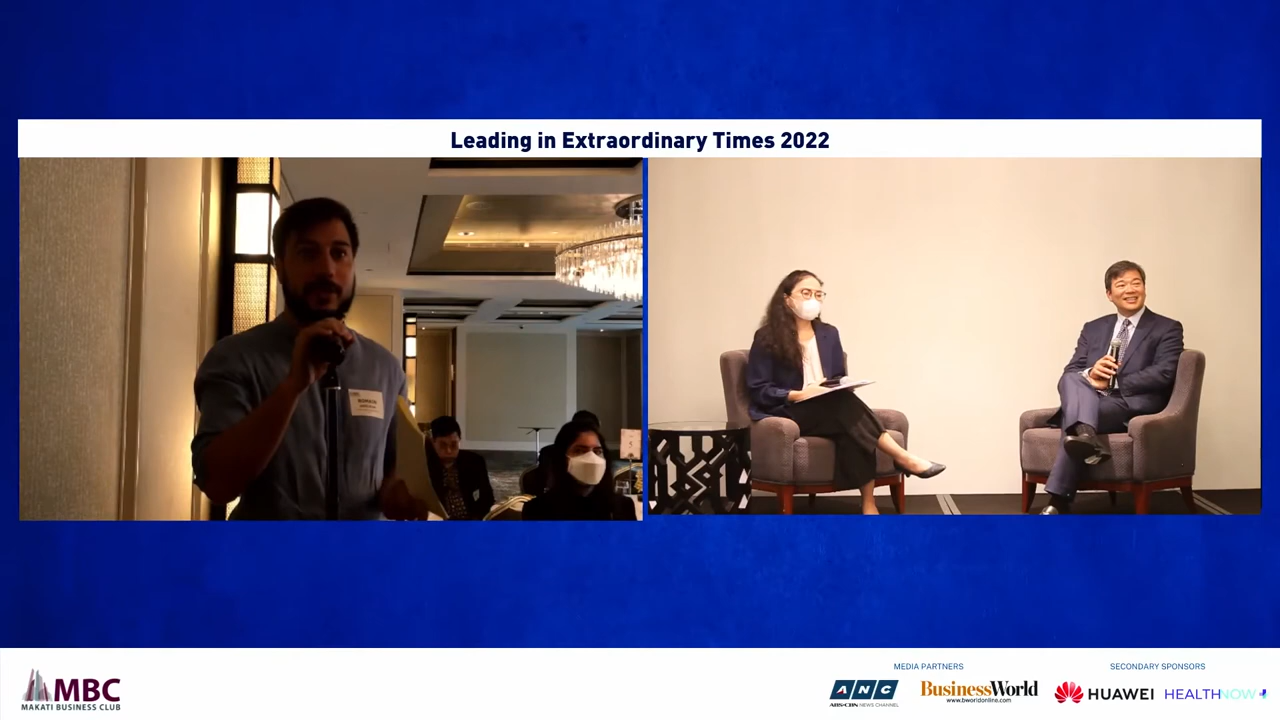 Leading in Extraordinary Times 2022
MBC
MAKATI BUSINESS CLUB
MEDIA PARTNERS
ANC
ABS-CBN NEWS CHANNEL
BusinessWorld
www.bworldonline.com
SECONDARY SPONSORS
HUAWEI
HEALTHNOW